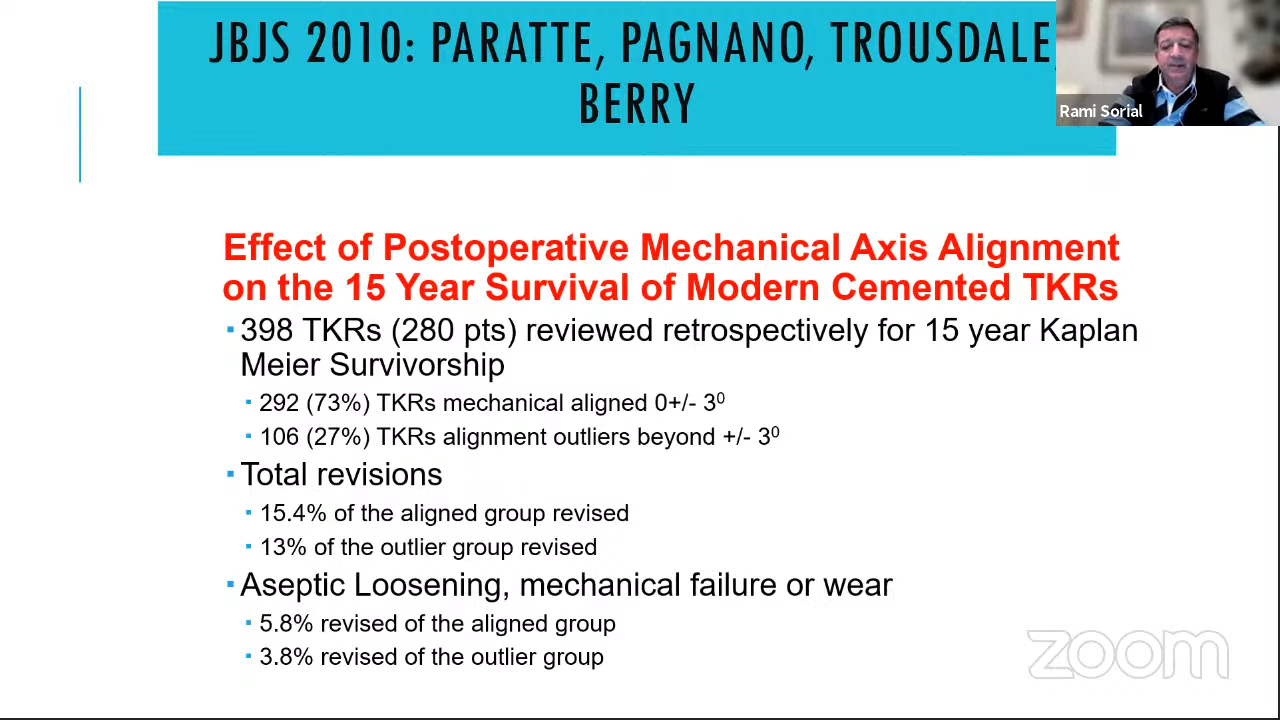 JBJS 2010: PARATTE, PAGNANO, TROUSDALE,
BERRY
Rami Sorial
Effect of Postoperative Mechanical Axis Alignment
on the 15 Year Survival of Modern Cemented TKRs
▪ 398 TKRs (280 pts) reviewed retrospectively for 15 year Kaplan
Meier Survivorship
▪ 292 (73%) TKRs mechanical aligned 0+/- 3⁰
▪ 106 (27%) TKRs alignment outliers beyond +/- 3⁰
▪ Total revisions
▪ 15.4% of the aligned group revised
▪ 13% of the outlier group revised
▪ Aseptic Loosening, mechanical failure or wear
▪ 5.8% revised of the aligned group
▪ 3.8% revised of the outlier group
zoom